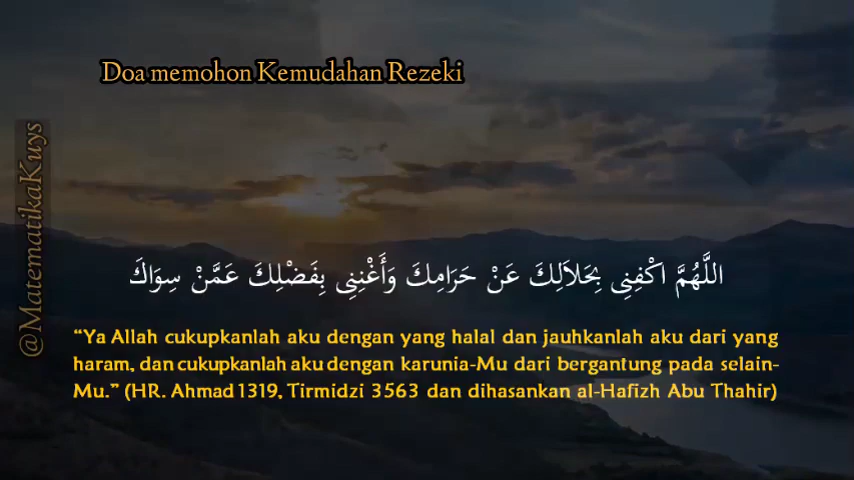 Doa memohon Kemudahan Rezeki
@MatematikaKuys
اللَّهُمَّ اكْفِنِى بِحَلاَلِكَ عَنْ حَرَامِكَ وَأَغْنِنِى بِفَضْلِكَ عَمَّنْ سِوَاكَ
“Ya Allah cukupkanlah aku dengan yang halal dan jauhkanlah aku dari yang
haram, dan cukupkanlah aku dengan karunia-Mu dari bergantung pada selain-
Mu.” (HR. Ahmad 1319, Tirmidzi 3563 dan dihasankan al-Hafizh Abu Thahir)